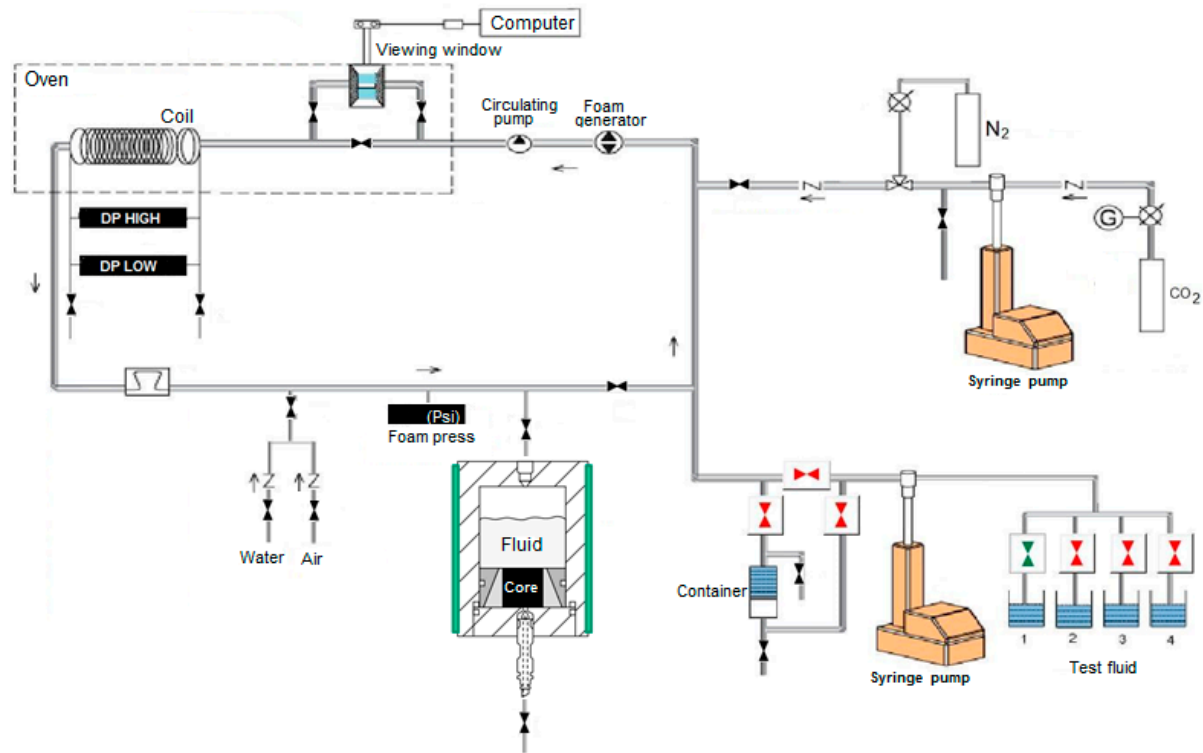 Computer
Viewing window
Oven
Coil
Circulating
pump
Foam
generator
N2
G
CO2
DP HIGH
DP LOW
Syringe pump
(Psi)
Foam press
Water
Air
Fluid
Core
Container
Syringe pump
1
2
3
4
Test fluid